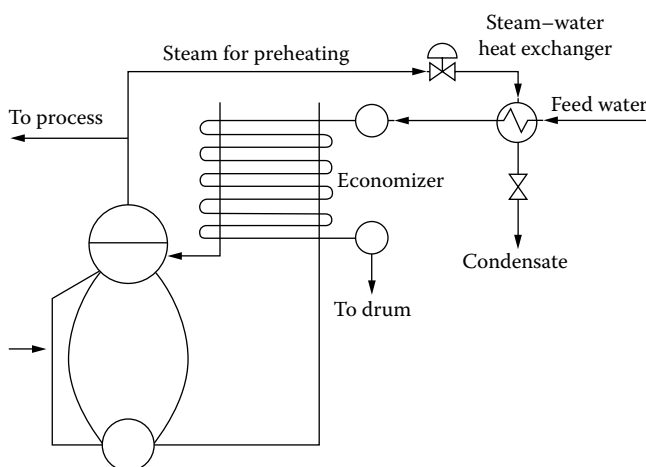 Steam–water
heat exchanger
Steam for preheating
To process
Feed water
Economizer
Condensate
To drum